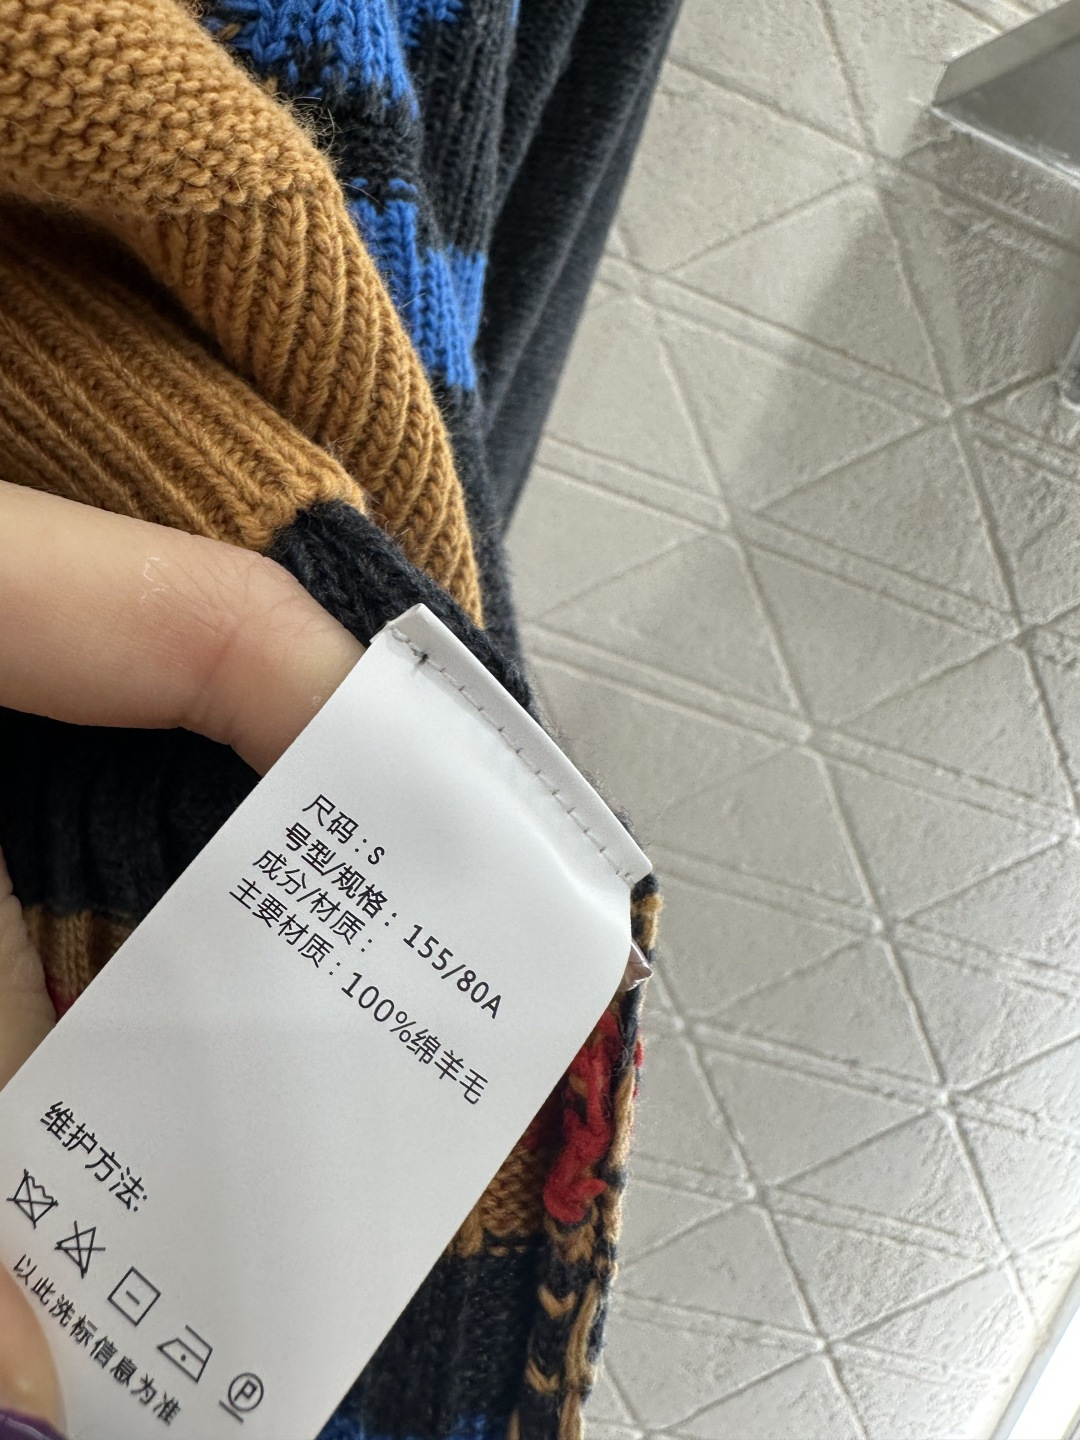 尺码：S
号型/规格：155/80A
成分/材质：
主要材质：100%绵羊毛
维护方法:
P
以此洗标信息为准